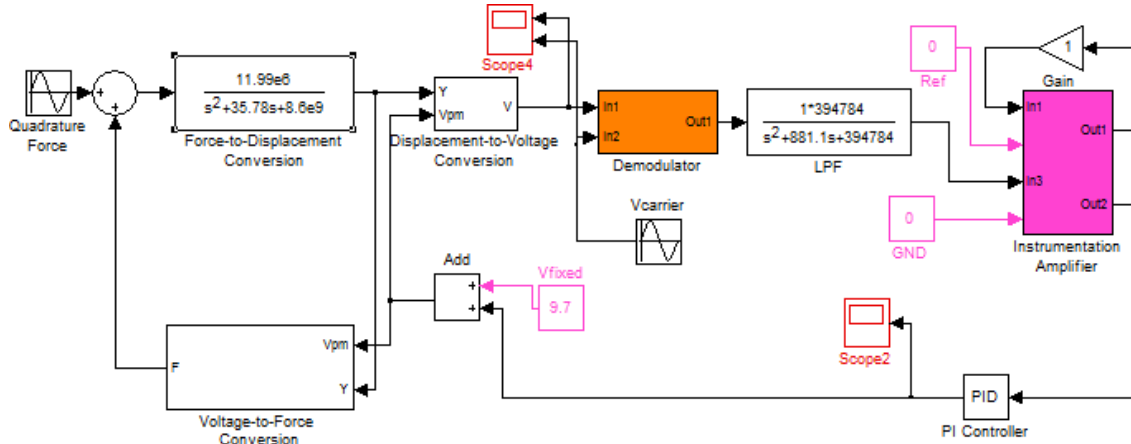 Scope4
11.99e6
s²+35.78s+8.6e9
Force-to-Displacement
Conversion
Quadrature
Force
+
+
Y
Vpm
V
Displacement-to-Voltage
Conversion
In1
In2
Out1
Demodulator
1*394784
s²+881.1s+394784
LPF
0
Ref
1
Gain
In1
In3
Out1
Out2
Instrumentation
Amplifier
0
GND
Vcarrier
Add
+
+
Vfixed
9.7
Scope2
F
Vpm
Y
Voltage-to-Force
Conversion
PID
PI Controller